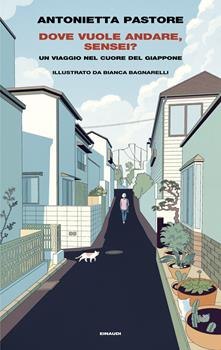 ANTONIETTA PASTORE
DOVE VUOLE ANDARE,
SENSEI?
UN VIAGGIO NEL CUORE DEL GIAPPONE
ILLUSTRATO DA BIANCA BAGNARELLI
EINAUDI